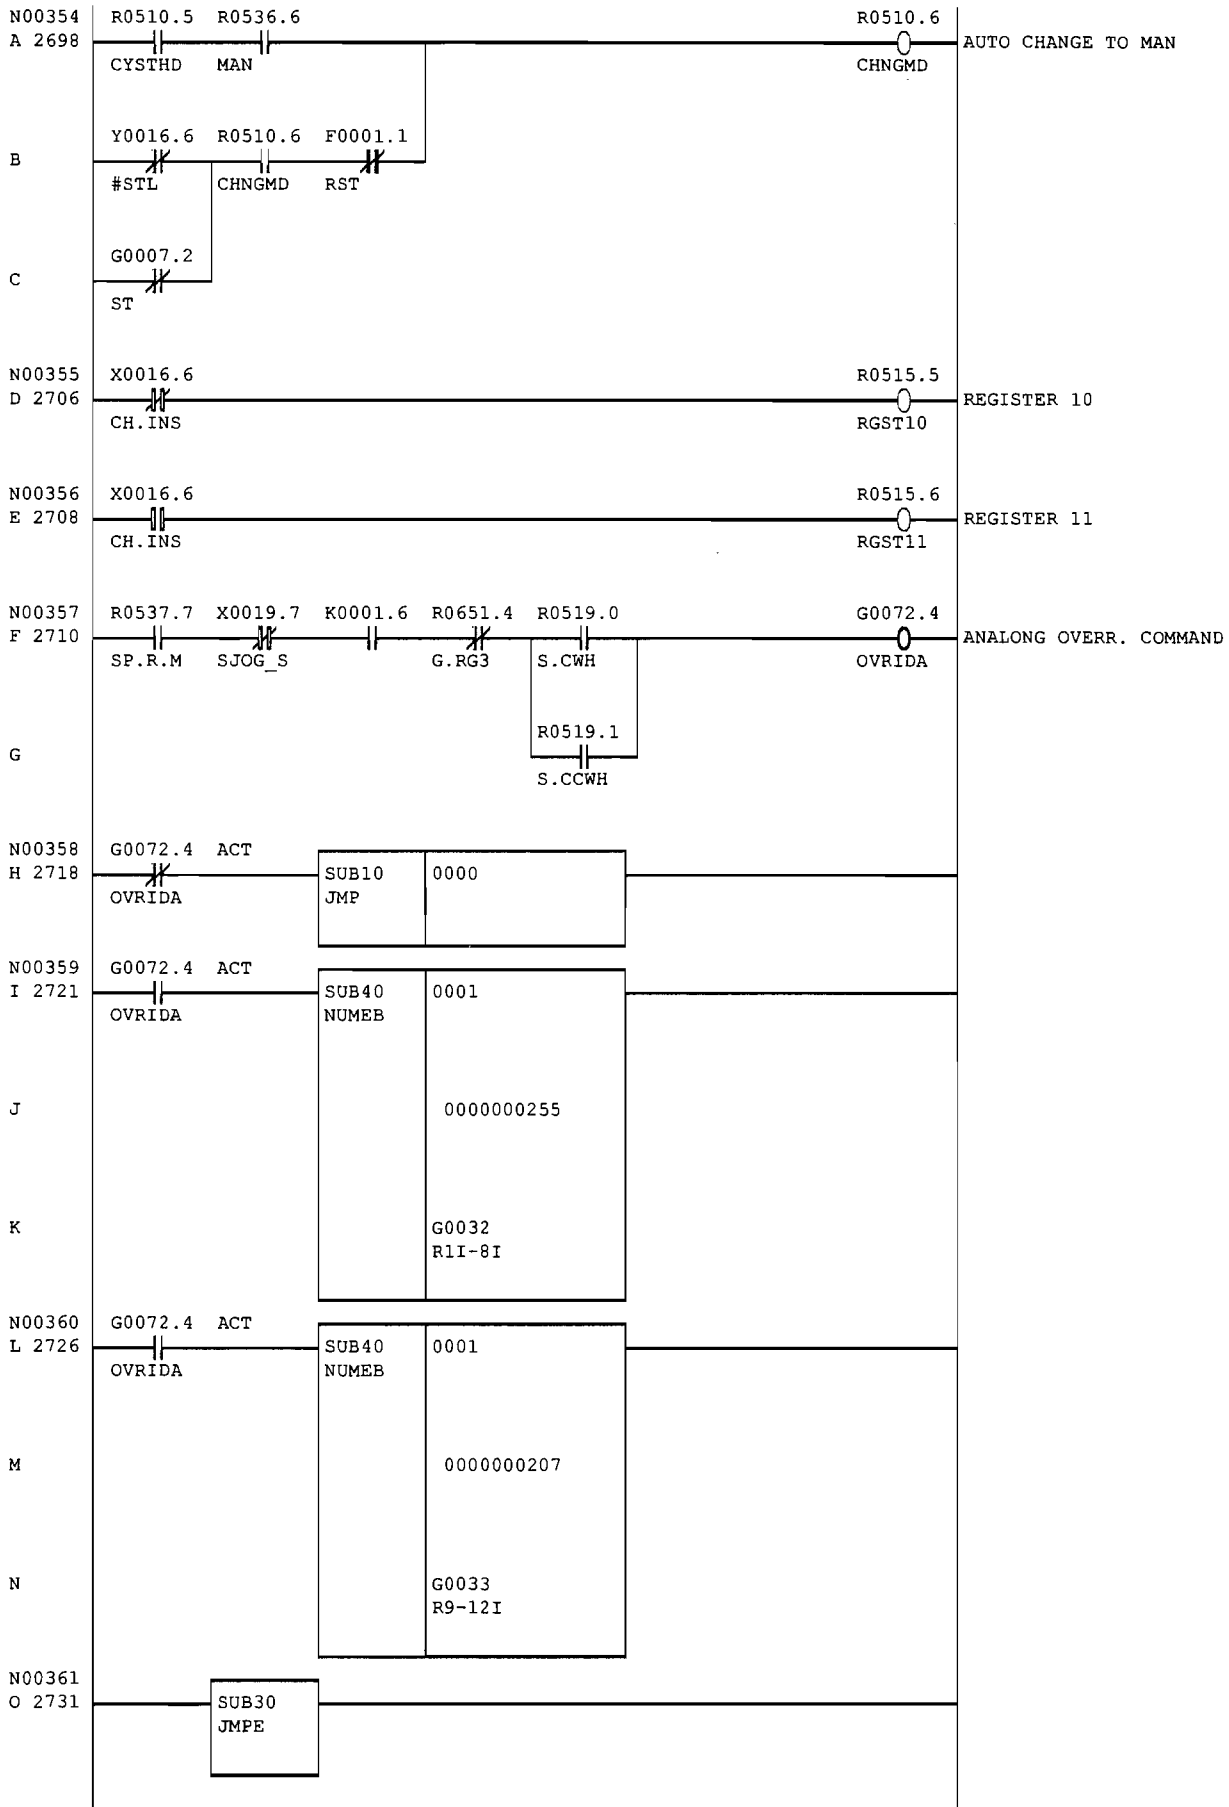 N00354 R0510.5 R0536.6 R0510.6
A 2698 AUTO CHANGE TO MAN
CYSTHD MAN CHNGMD
Y0016.6 R0510.6 F0001.1
B
#STL CHNGMD RST
G0007.2
C
ST
N00355 X0016.6 R0515.5
D 2706 REGISTER 10
CH.INS RGST10
N00356 X0016.6 R0515.6
E 2708 REGISTER 11
CH.INS RGST11
N00357 R0537.7 X0019.7 K0001.6 R0651.4 R0519.0 G0072.4
F 2710 ANALONG OVERR. COMMAND
SP.R.M SJOG_S G.RG3 S.CWH OVRIDA
R0519.1
G
S.CCWH
N00358 G0072.4 ACT
H 2718 SUB10 0000
OVRIDA JMP
N00359 G0072.4 ACT
I 2721 SUB40 0001
OVRIDA NUMEB
J 0000000255
K G0032
R1I-8I
N00360 G0072.4 ACT
L 2726 SUB40 0001
OVRIDA NUMEB
M 0000000207
N G0033
R9-12I
N00361
O 2731 SUB30
JMPE